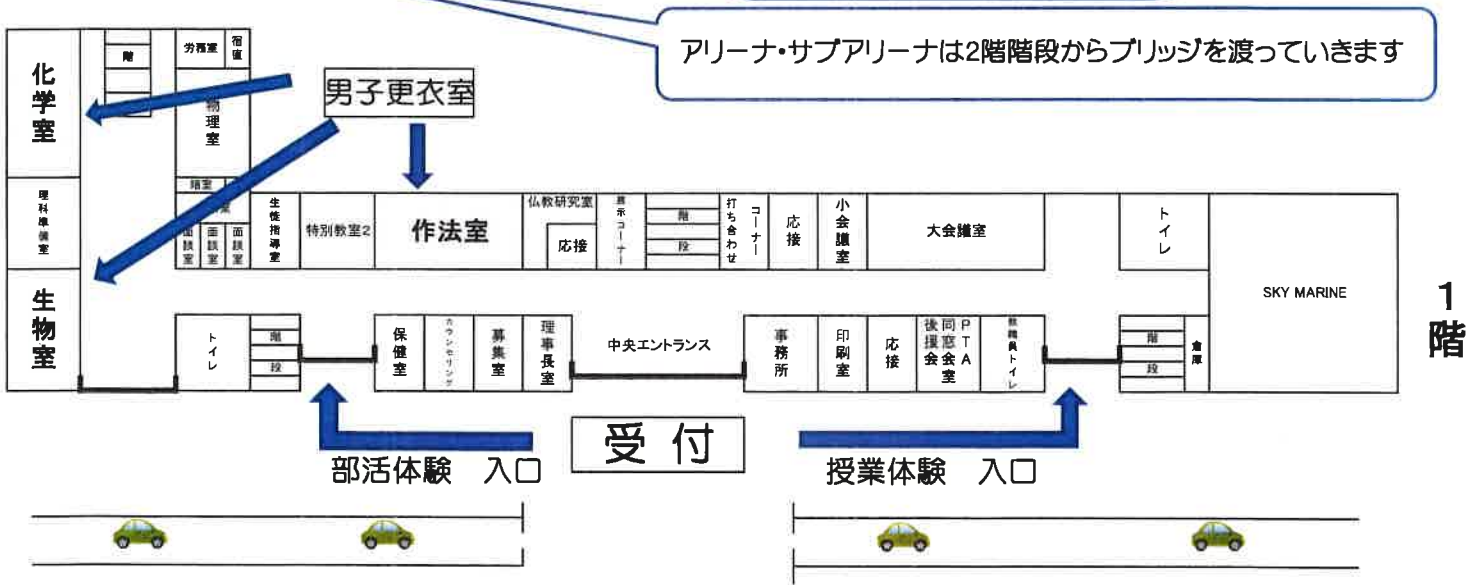 アリーナ・サブアリーナは2階階段からブリッジを渡っていきます
化学室
階
労務室
宿直
男子更衣室
物理室
理科準備室
暗室
室
面談室
面談室
面談室
生徒指導室
特別教室2
作法室
仏教研究室
応接
展示コーナー
階
段
打ち合わせ
コーナー
応接
小会議室
大会議室
トイレ
SKY MARINE
1階
生物室
トイレ
階
段
保健室
カウンセリング
募集室
理事長室
中央エントランス
事務所
印刷室
応接
PTA
同窓会室
後援会
教職員トイレ
階
段
倉庫
受付
部活体験 入口
授業体験 入口